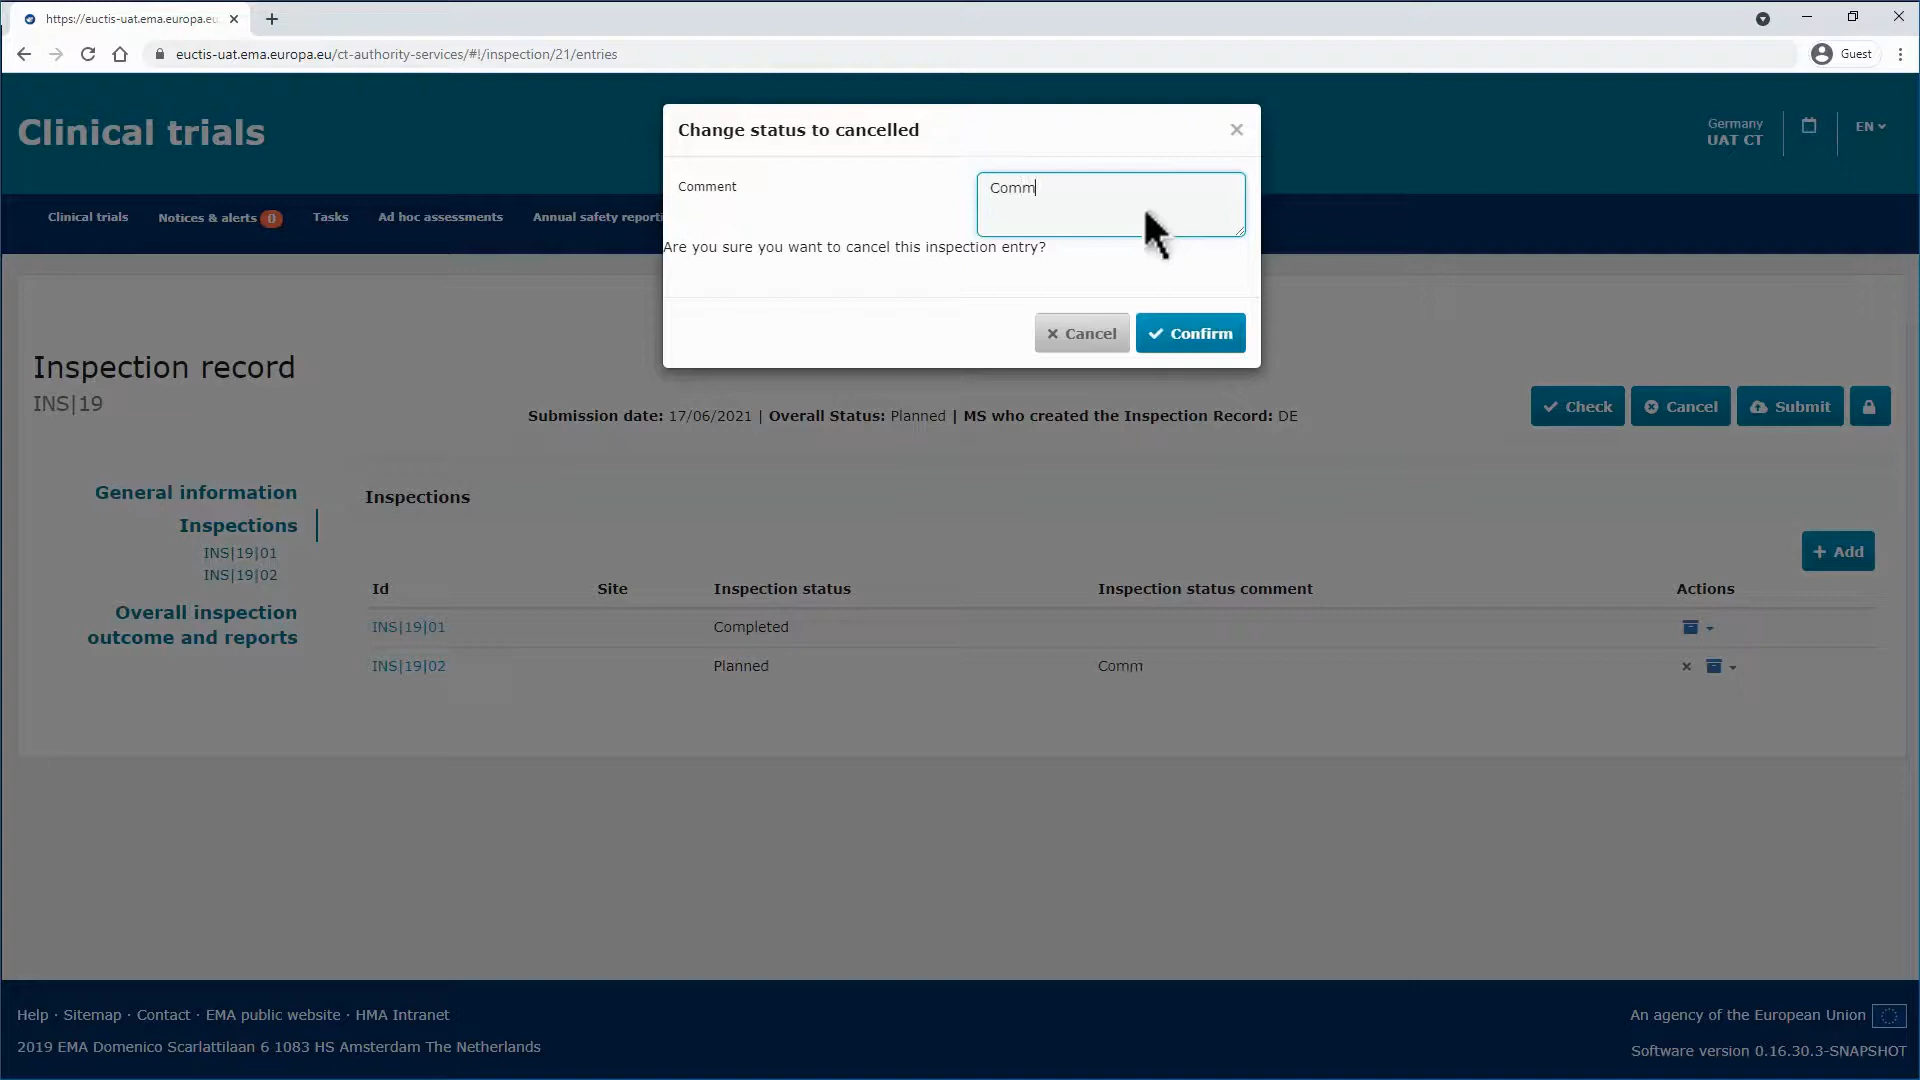 https://euctis-uat.ema.europa.eu
euctis-uat.ema.europa.eu/ct-authority-services/#!/inspection/21/entries
Guest
Clinical trials
Germany
UAT CT
EN
Clinical trials
Notices & alerts 0
Tasks
Ad hoc assessments
Annual safety reporti
Change status to cancelled
Comment
Comm
Are you sure you want to cancel this inspection entry?
Cancel
Confirm
Inspection record
INS|19
Submission date: 17/06/2021 | Overall Status: Planned | MS who created the Inspection Record: DE
Check
Cancel
Submit
General information
Inspections
INS|19|01
INS|19|02
Overall inspection
outcome and reports
Inspections
+ Add
Id Site Inspection status Inspection status comment Actions
INS|19|01 Completed
INS|19|02 Planned Comm
Help · Sitemap · Contact · EMA public website · HMA Intranet
2019 EMA Domenico Scarlattilaan 6 1083 HS Amsterdam The Netherlands
An agency of the European Union
Software version 0.16.30.3-SNAPSHOT